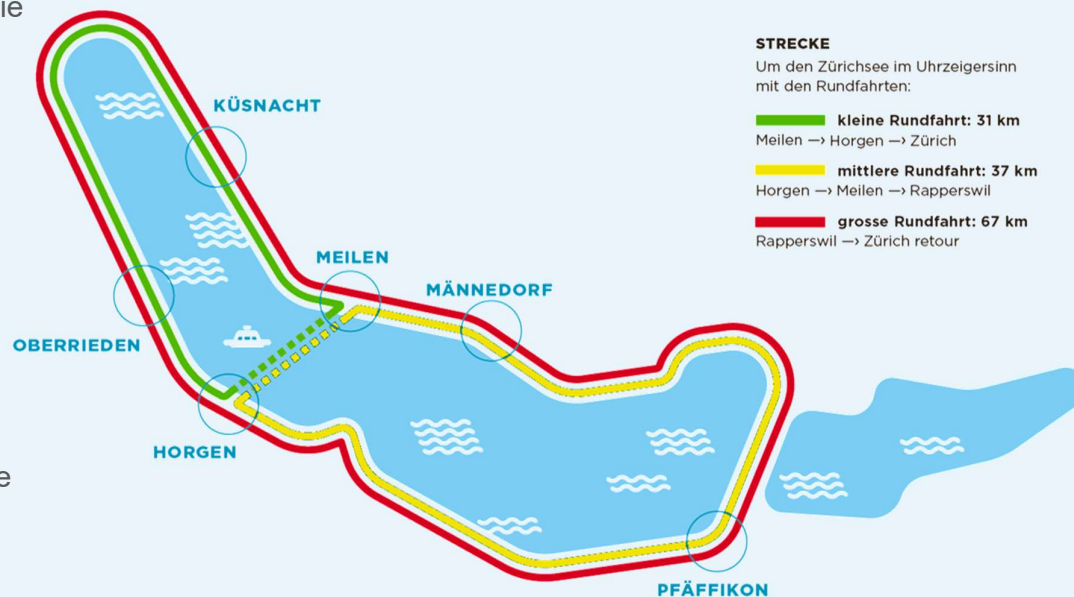 ie
KÜSNACHT
MEILEN
MÄNNEDORF
OBERRIEDEN
HORGEN
e
PFÄFFIKON
STRECKE
Um den Zürichsee im Uhrzeigersinn
mit den Rundfahrten:
kleine Rundfahrt: 31 km
Meilen —› Horgen —› Zürich
mittlere Rundfahrt: 37 km
Horgen —› Meilen —› Rapperswil
grosse Rundfahrt: 67 km
Rapperswil —› Zürich retour